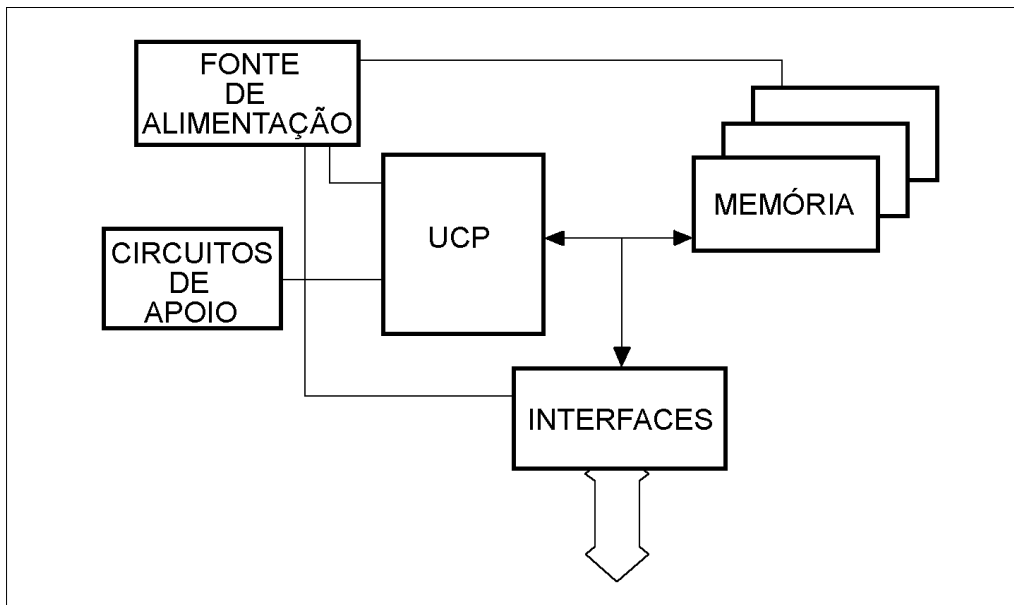 FONTE
DE
ALIMENTAÇÃO
UCP
MEMÓRIA
CIRCUITOS
DE
APOIO
INTERFACES